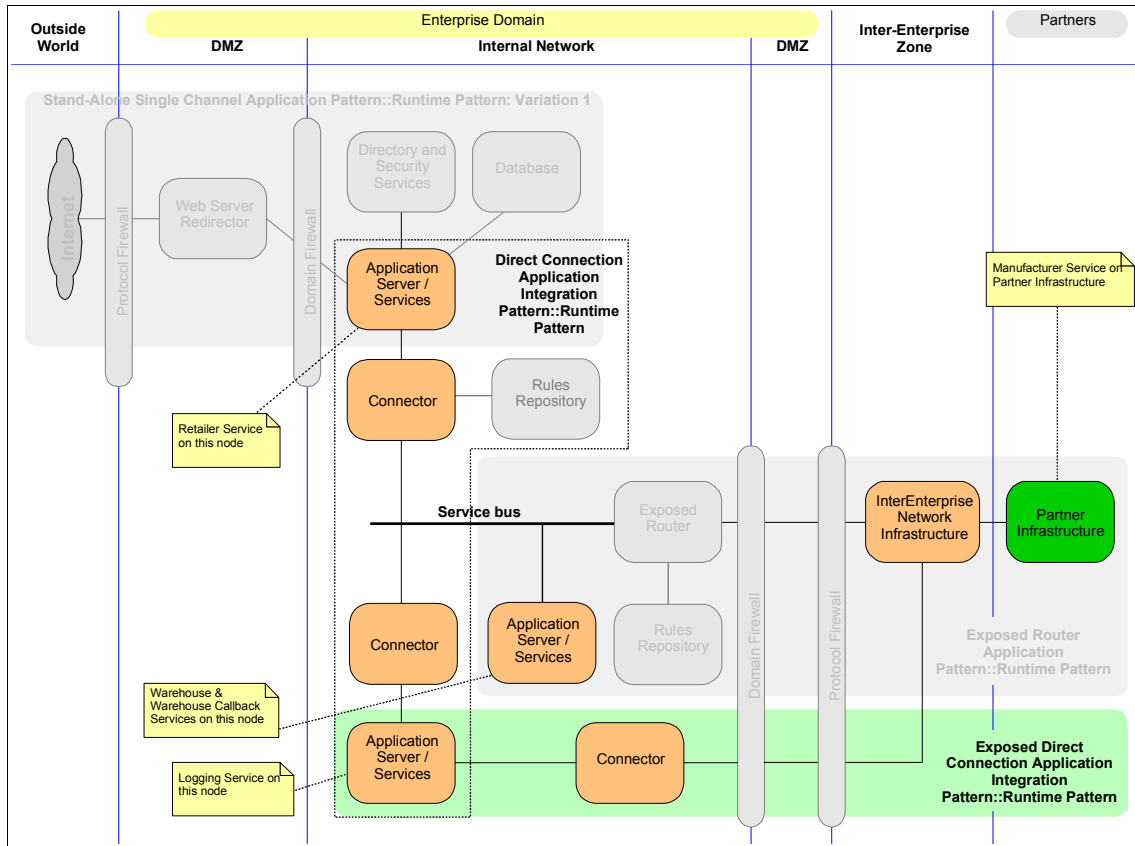 Outside
World
Enterprise Domain
DMZ
Internal Network
DMZ
Inter-Enterprise
Zone
Partners
Stand-Alone Single Channel Application Pattern::Runtime Pattern: Variation 1
Internet
Protocol Firewall
Web Server
Redirector
Domain Firewall
Directory and
Security
Services
Database
Application
Server /
Services
Direct Connection
Application
Integration
Pattern::Runtime
Pattern
Manufacturer Service on
Partner Infrastructure
Connector
Rules
Repository
Retailer Service
on this node
Service bus
Exposed
Router
InterEnterprise
Network
Infrastructure
Partner
Infrastructure
Connector
Application
Server /
Services
Rules
Repository
Domain Firewall
Protocol Firewall
Exposed Router
Application
Pattern::Runtime Pattern
Warehouse &
Warehouse Callback
Services on this node
Logging Service on
this node
Application
Server /
Services
Connector
Exposed Direct
Connection Application
Integration
Pattern::Runtime Pattern